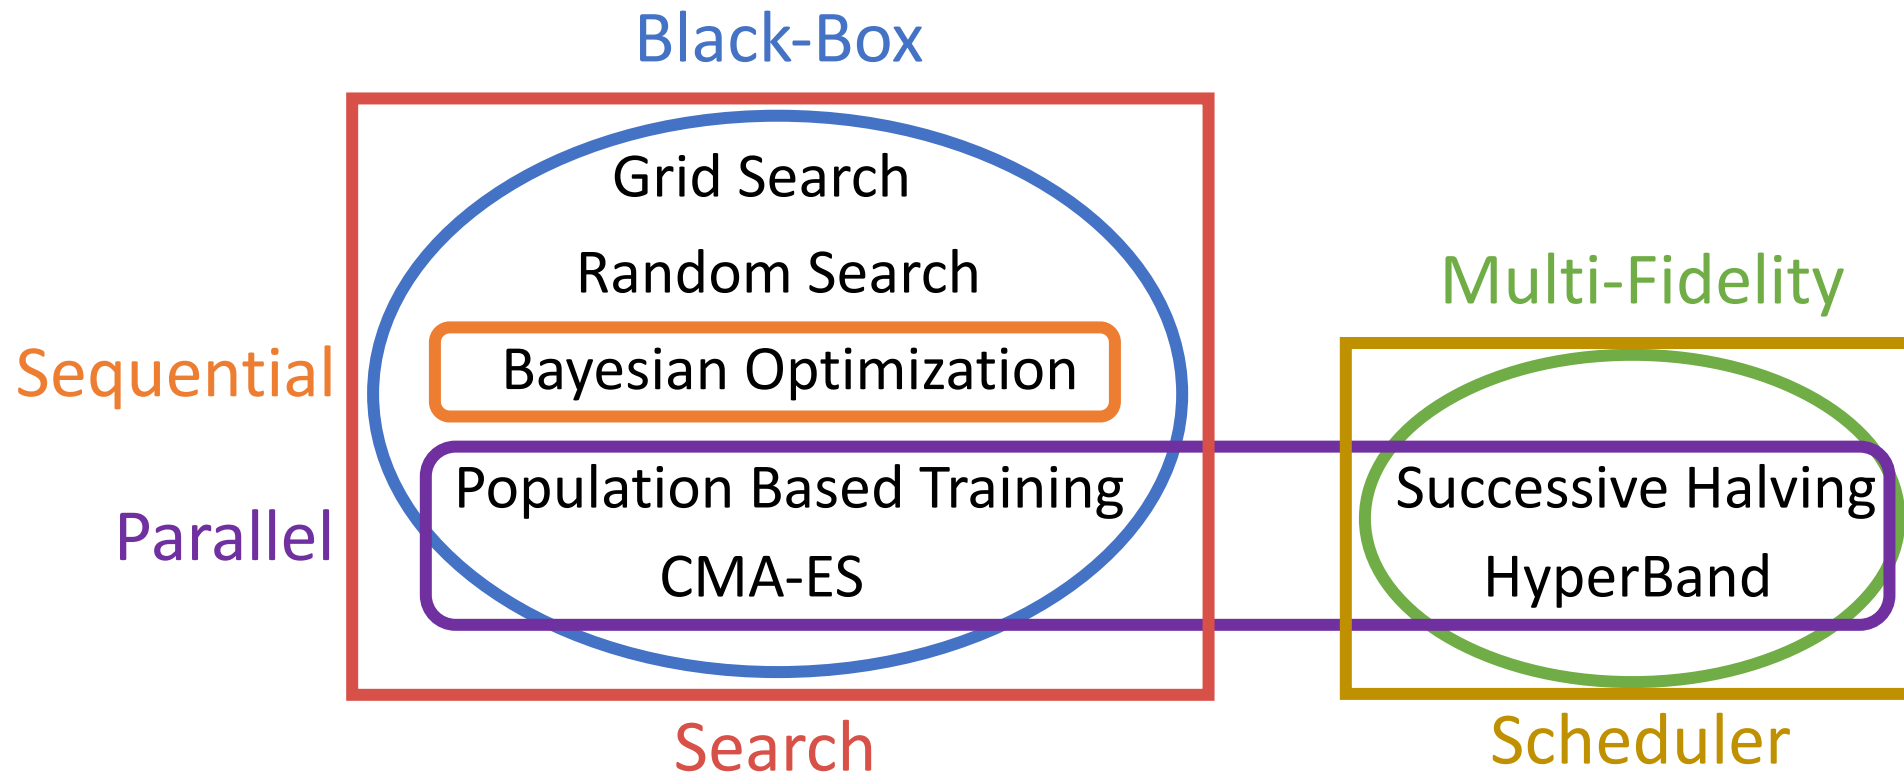 Black-Box
Grid Search
Random Search
Multi-Fidelity
Sequential
Bayesian Optimization
Population Based Training
Successive Halving
Parallel
CMA-ES
HyperBand
Search
Scheduler